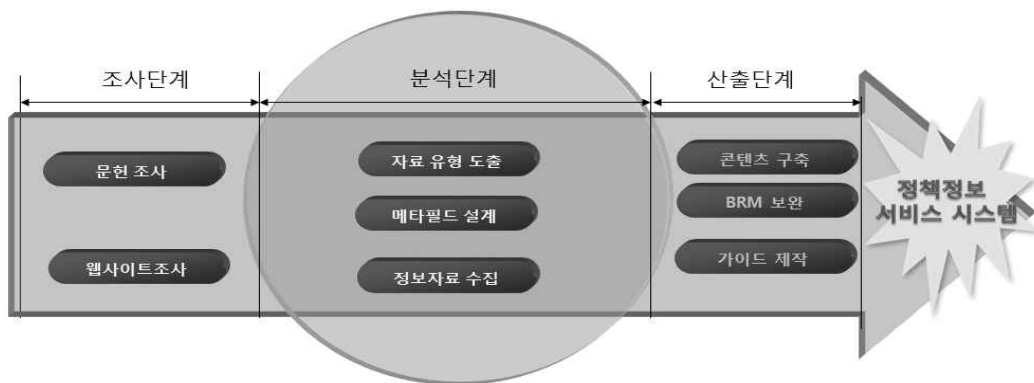 조사단계
분석단계
산출단계
문헌 조사
웹사이트조사
자료 유형 도출
메타필드 설계
정보자료 수집
콘텐츠 구축
BRM 보완
가이드 제작
정책정보
서비스 시스템